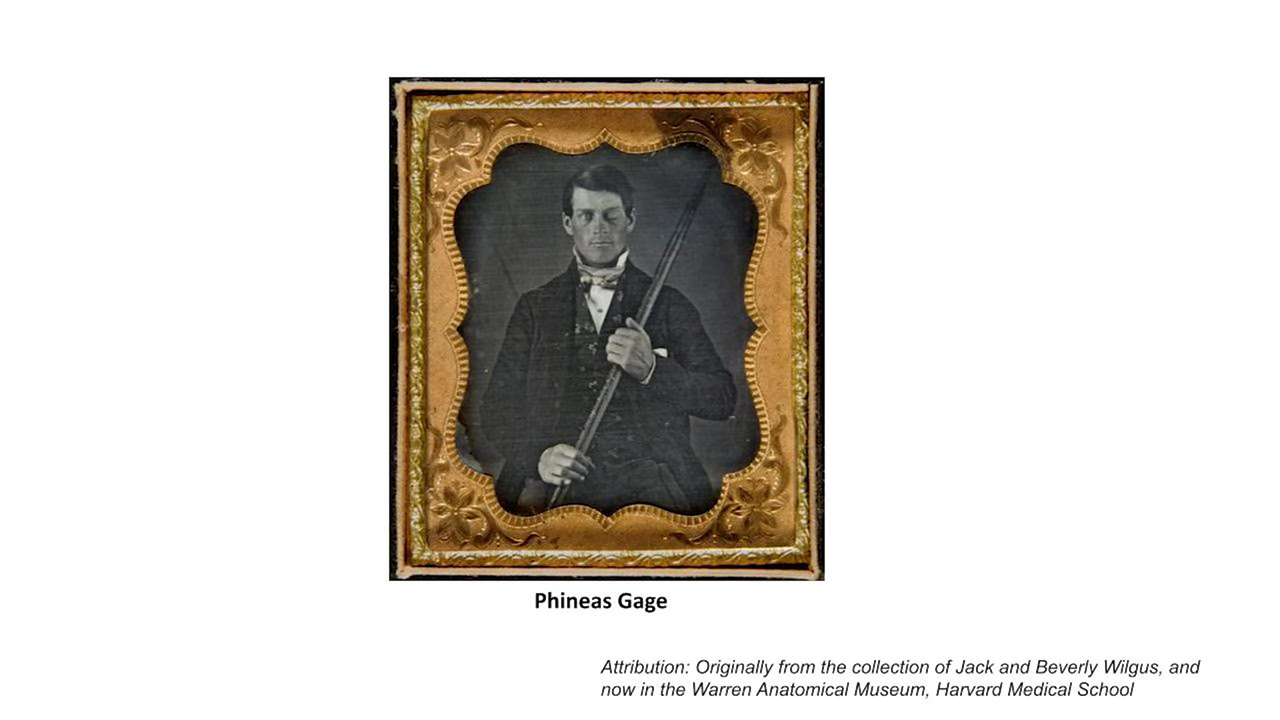 Phineas Gage
Attribution: Originally from the collection of Jack and Beverly Wilgus, and
now in the Warren Anatomical Museum, Harvard Medical School